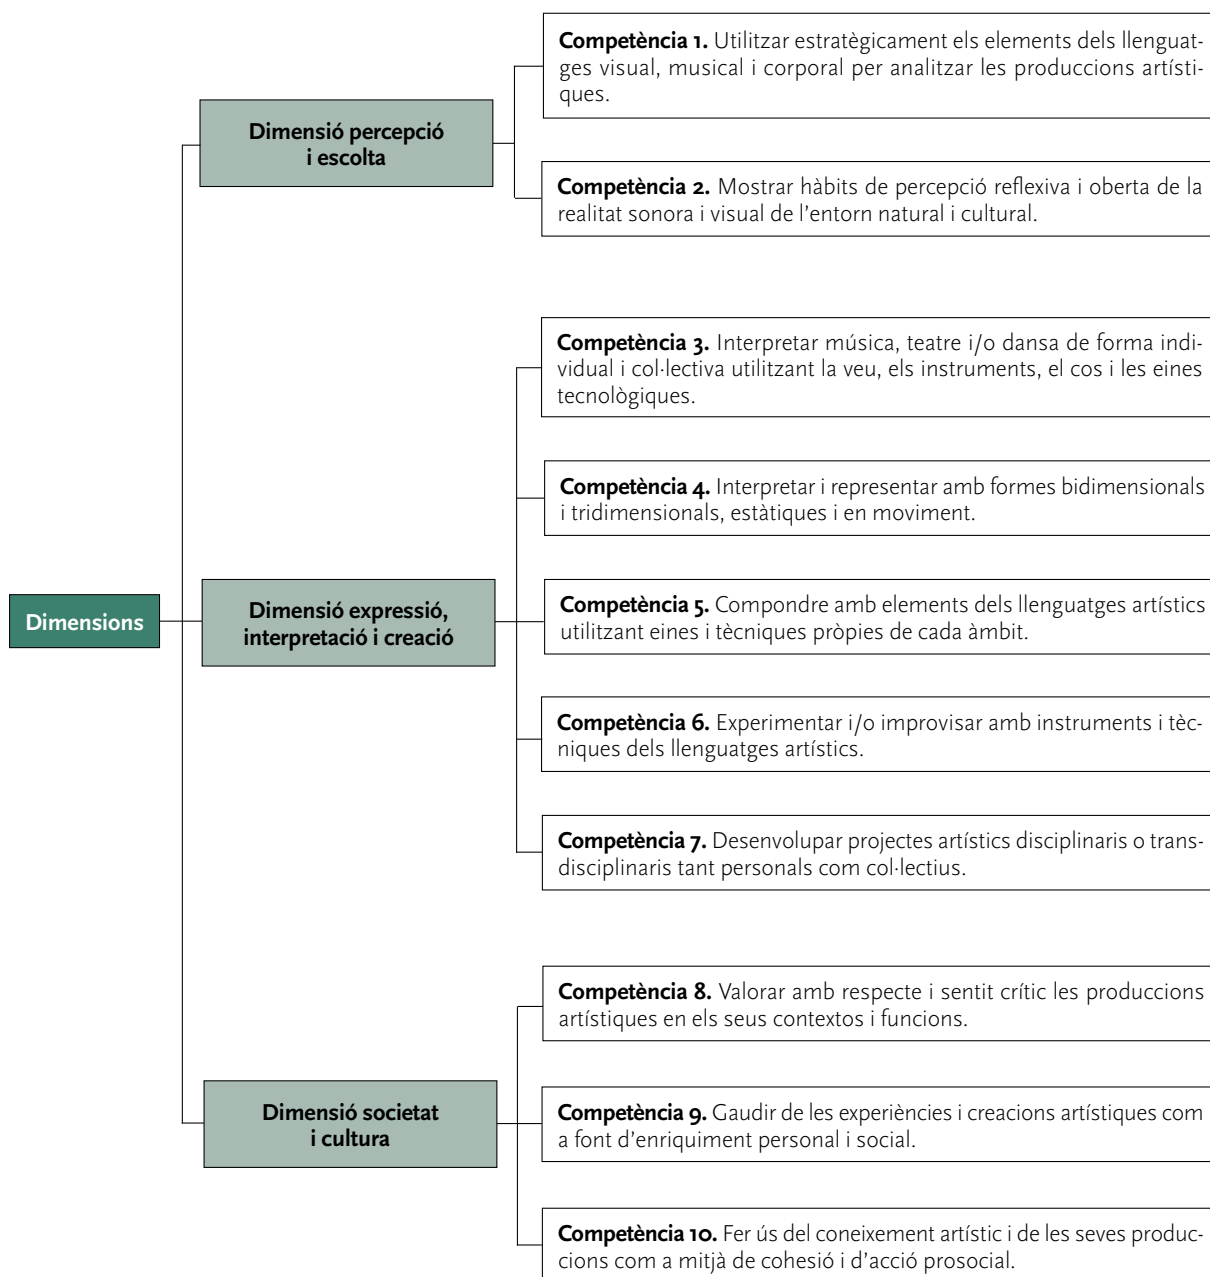 Competència 1. Utilitzar estratègicament els elements dels llenguat-
ges visual, musical i corporal per analitzar les produccions artísti-
ques.
Dimensió percepció
i escolta
Competència 2. Mostrar hàbits de percepció reflexiva i oberta de la
realitat sonora i visual de l'entorn natural i cultural.
Competència 3. Interpretar música, teatre i/o dansa de forma indi-
vidual i col·lectiva utilitzant la veu, els instruments, el cos i les eines
tecnològiques.
Competència 4. Interpretar i representar amb formes bidimensionals
i tridimensionals, estàtiques i en moviment.
Dimensions
Dimensió expressió,
interpretació i creació
Competència 5. Compondre amb elements dels llenguatges artístics
utilitzant eines i tècniques pròpies de cada àmbit.
Competència 6. Experimentar i/o improvisar amb instruments i tèc-
niques dels llenguatges artístics.
Competència 7. Desenvolupar projectes artístics disciplinaris o trans-
disciplinaris tant personals com col·lectius.
Competència 8. Valorar amb respecte i sentit crític les produccions
artístiques en els seus contextos i funcions.
Dimensió societat
i cultura
Competència 9. Gaudir de les experiències i creacions artístiques com
a font d'enriquiment personal i social.
Competència 10. Fer ús del coneixement artístic i de les seves produc-
cions com a mitjà de cohesió i d'acció prosocial.